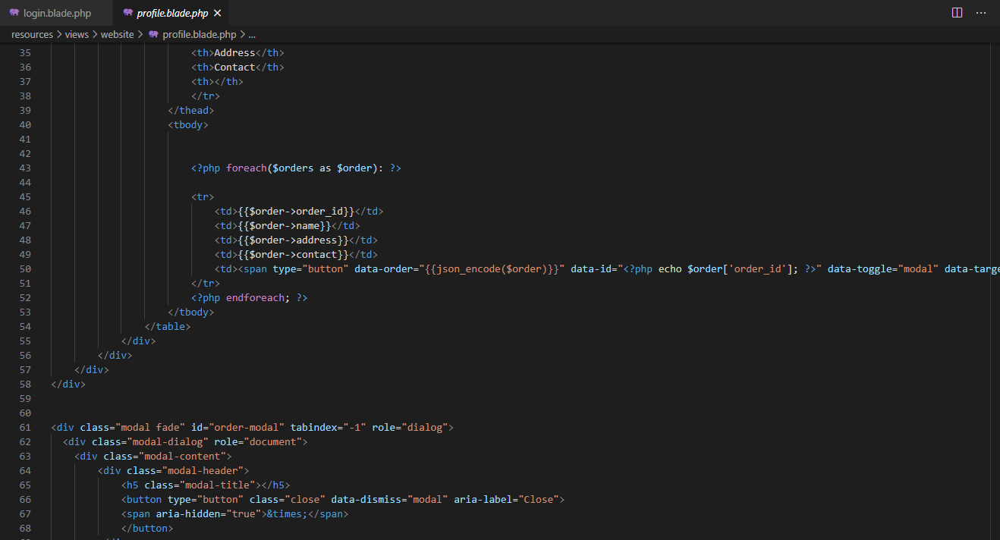 login.blade.php profile.blade.php ×
resources > views > website > profile.blade.php > ...
35 <th>Address</th>
36 <th>Contact</th>
37 <th></th>
38 </tr>
39 </thead>
40 <tbody>
41
42
43 <?php foreach($orders as $order): ?>
44
45 <tr>
46 <td>{{$order->order_id}}</td>
47 <td>{{$order->name}}</td>
48 <td>{{$order->address}}</td>
49 <td>{{$order->contact}}</td>
50 <td><span type="button" data-order="{{json_encode($order)}}" data-id="<?php echo $order['order_id']; ?>" data-toggle="modal" data-targe
51 </tr>
52 <?php endforeach; ?>
53 </tbody>
54 </table>
55 </div>
56 </div>
57 </div>
58 </div>
59
60
61 <div class="modal fade" id="order-modal" tabindex="-1" role="dialog">
62 <div class="modal-dialog" role="document">
63 <div class="modal-content">
64 <div class="modal-header">
65 <h5 class="modal-title"></h5>
66 <button type="button" class="close" data-dismiss="modal" aria-label="Close">
67 <span aria-hidden="true">&times;</span>
68 </button>